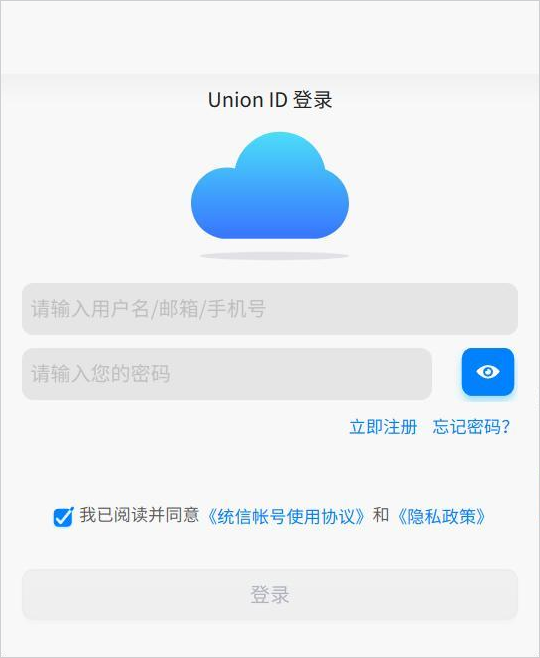 Union ID 登录
请输入用户名/邮箱/手机号
请输入您的密码
立即注册 忘记密码?
我已阅读并同意《统信帐号使用协议》和《隐私政策》
登录